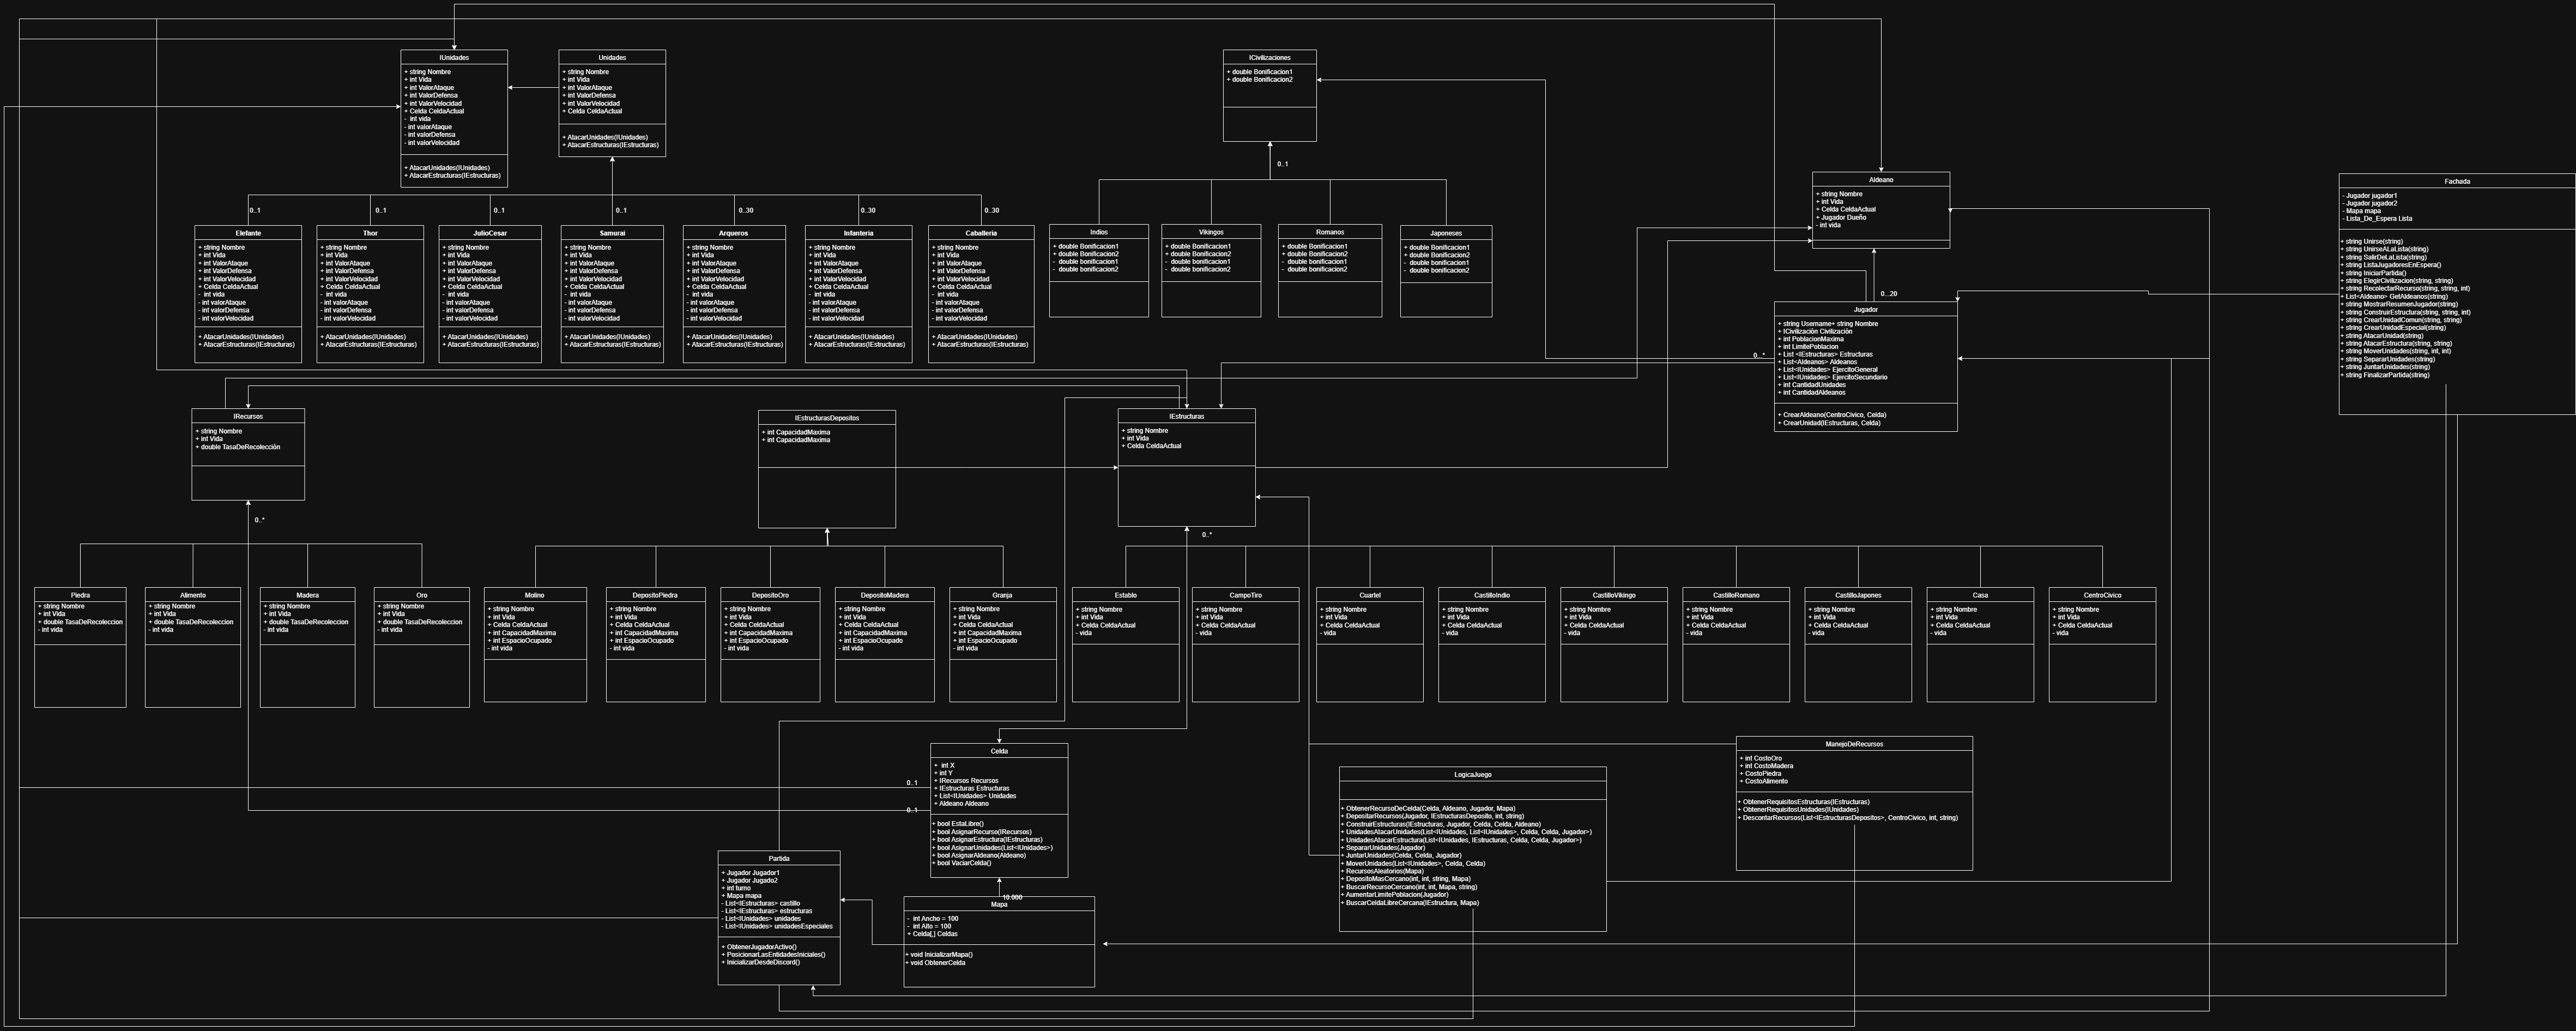 IUnidades
+ string Nombre
+ int Vida
+ int ValorAtaque
+ int ValorDefensa
+ int ValorVelocidad
+ Celda CeldaActual
- int vida
- int valorAtaque
- int valorDefensa
- int valorVelocidad
+ AtacarUnidades(IUnidades)
+ AtacarEstructuras(IEstructuras)
Unidades
+ string Nombre
+ int Vida
+ int ValorAtaque
+ int ValorDefensa
+ int ValorVelocidad
+ Celda CeldaActual
+ AtacarUnidades(IUnidades)
+ AtacarEstructuras(IEstructuras)
ICivilizaciones
+ double Bonificacion1
+ double Bonificacion2
0..1
Aldeano
+ string Nombre
+ int Vida
+ Celda CeldaActual
+ Jugador Dueño
- int vida
Fachada
- Jugador jugador1
- Jugador jugador2
- Mapa mapa
- Lista_De_Espera Lista
+ string Unirse(string)
+ string UnirseALaLista(string)
+ string SalirDeLaLista(string)
+ string ListaJugadoresEnEspera()
+ string IniciarPartida()
+ string ElegirCivilizacion(string, string)
+ string RecolectarRecurso(string, string, int)
+ List<Aldeano> GetAldeanos(string)
+ string MostrarResumenJugador(string)
+ string ConstruirEstructura(string, string, int)
+ string CrearUnidadComun(string, string)
+ string CrearUnidadEspecial(string)
+ string AtacarUnidad(string)
+ string AtacarEstructura(string, string)
+ string MoverUnidades(string, int, int)
+ string SepararUnidades(string)
+ string JuntarUnidades(string)
+ string FinalizarPartida(string)
0..1
0..1
0..1
0..1
0..30
0..30
0..30
Elefante
+ string Nombre
+ int Vida
+ int ValorAtaque
+ int ValorDefensa
+ int ValorVelocidad
+ Celda CeldaActual
- int vida
- int valorAtaque
- int valorDefensa
- int valorVelocidad
+ AtacarUnidades(IUnidades)
+ AtacarEstructuras(IEstructuras)
Thor
+ string Nombre
+ int Vida
+ int ValorAtaque
+ int ValorDefensa
+ int ValorVelocidad
+ Celda CeldaActual
- int vida
- int valorAtaque
- int valorDefensa
- int valorVelocidad
+ AtacarUnidades(IUnidades)
+ AtacarEstructuras(IEstructuras)
JulioCesar
+ string Nombre
+ int Vida
+ int ValorAtaque
+ int ValorDefensa
+ int ValorVelocidad
+ Celda CeldaActual
- int vida
- int valorAtaque
- int valorDefensa
- int valorVelocidad
+ AtacarUnidades(IUnidades)
+ AtacarEstructuras(IEstructuras)
Samurai
+ string Nombre
+ int Vida
+ int ValorAtaque
+ int ValorDefensa
+ int ValorVelocidad
+ Celda CeldaActual
- int vida
- int valorAtaque
- int valorDefensa
- int valorVelocidad
+ AtacarUnidades(IUnidades)
+ AtacarEstructuras(IEstructuras)
Arqueros
+ string Nombre
+ int Vida
+ int ValorAtaque
+ int ValorDefensa
+ int ValorVelocidad
+ Celda CeldaActual
- int vida
- int valorAtaque
- int valorDefensa
- int valorVelocidad
+ AtacarUnidades(IUnidades)
+ AtacarEstructuras(IEstructuras)
Infanteria
+ string Nombre
+ int Vida
+ int ValorAtaque
+ int ValorDefensa
+ int ValorVelocidad
+ Celda CeldaActual
- int vida
- int valorAtaque
- int valorDefensa
- int valorVelocidad
+ AtacarUnidades(IUnidades)
+ AtacarEstructuras(IEstructuras)
Caballeria
+ string Nombre
+ int Vida
+ int ValorAtaque
+ int ValorDefensa
+ int ValorVelocidad
+ Celda CeldaActual
- int vida
- int valorAtaque
- int valorDefensa
- int valorVelocidad
+ AtacarUnidades(IUnidades)
+ AtacarEstructuras(IEstructuras)
Indios
+ double Bonificacion1
+ double Bonificacion2
- double bonificacion1
- double bonificacion2
Vikingos
+ double Bonificacion1
+ double Bonificacion2
- double bonificacion1
- double bonificacion2
Romanos
+ double Bonificacion1
+ double Bonificacion2
- double bonificacion1
- double bonificacion2
Japoneses
+ double Bonificacion1
+ double Bonificacion2
- double bonificacion1
- double bonificacion2
0...20
0..*
Jugador
+ string Username+ string Nombre
+ ICivilización Civilización
+ int PoblacionMaxima
+ int LimitePoblacion
+ List <IEstructuras> Estructuras
+ List<Aldeanos> Aldeanos
+ List<IUnidades> EjercitoGeneral
+ List<IUnidades> EjercitoSecundario
+ int CantidadUnidades
+ int CantidadAldeanos
+ CrearAldeano(CentroCivico, Celda)
+ CrearUnidad(IEstructuras, Celda)
IRecursos
+ string Nombre
+ int Vida
+ double TasaDeRecolección
0..*
IEstructurasDepositos
+ int CapacidadMaxima
+ int CapacidadMaxima
IEstructuras
+ string Nombre
+ int Vida
+ Celda CeldaActual
0..*
Piedra
+ string Nombre
+ int Vida
+ double TasaDeRecoleccion
- int vida
Alimento
+ string Nombre
+ int Vida
+ double TasaDeRecoleccion
- int vida
Madera
+ string Nombre
+ int Vida
+ double TasaDeRecoleccion
- int vida
Oro
+ string Nombre
+ int Vida
+ double TasaDeRecoleccion
- int vida
Molino
+ string Nombre
+ int Vida
+ Celda CeldaActual
+ int CapacidadMaxima
+ int EspacioOcupado
- int vida
DepositoPiedra
+ string Nombre
+ int Vida
+ Celda CeldaActual
+ int CapacidadMaxima
+ int EspacioOcupado
- int vida
DepositoOro
+ string Nombre
+ int Vida
+ Celda CeldaActual
+ int CapacidadMaxima
+ int EspacioOcupado
- int vida
DepositoMadera
+ string Nombre
+ int Vida
+ Celda CeldaActual
+ int CapacidadMaxima
+ int EspacioOcupado
- int vida
Granja
+ string Nombre
+ int Vida
+ Celda CeldaActual
+ int CapacidadMaxima
+ int EspacioOcupado
- int vida
Establo
+ string Nombre
+ int Vida
+ Celda CeldaActual
- vida
CampoTiro
+ string Nombre
+ int Vida
+ Celda CeldaActual
- vida
Cuartel
+ string Nombre
+ int Vida
+ Celda CeldaActual
- vida
CastilloIndio
+ string Nombre
+ int Vida
+ Celda CeldaActual
- vida
CastilloVikingo
+ string Nombre
+ int Vida
+ Celda CeldaActual
- vida
CastilloRomano
+ string Nombre
+ int Vida
+ Celda CeldaActual
- vida
CastilloJapones
+ string Nombre
+ int Vida
+ Celda CeldaActual
- vida
Casa
+ string Nombre
+ int Vida
+ Celda CeldaActual
- vida
CentroCivico
+ string Nombre
+ int Vida
+ Celda CeldaActual
- vida
0..1
0..1
Celda
+ int X
+ int Y
+ IRecursos Recursos
+ IEstructuras Estructuras
+ List<IUnidades> Unidades
+ Aldeano Aldeano
+ bool EstaLibre()
+ bool AsignarRecurso(IRecursos)
+ bool AsignarEstructura(IEstructuras)
+ bool AsignarUnidades(List<IUnidades>)
+ bool AsignarAldeano(Aldeano)
+ bool VaciarCelda()
LogicaJuego
+ ObtenerRecursoDeCelda(Celda, Aldeano, Jugador, Mapa)
+ DepositarRecursos(Jugador, IEstructurasDeposito, int, string)
+ ConstruirEstructuras(IEstructuras, Jugador, Celda, Celda, Aldeano)
+ UnidadesAtacarUnidades(List<IUnidades, List<IUnidades>, Celda, Celda, Jugador>)
+ UnidadesAtacarEstructura(List<IUnidades, IEstructuras, Celda, Celda, Jugador>)
+ SepararUnidades(Jugador)
+ JuntarUnidades(Celda, Celda, Jugador)
+ MoverUnidades(List<IUnidades>, Celda, Celda)
+ RecursosAleatorios(Mapa)
+ DepositoMasCercano(int, int, string, Mapa)
+ BuscarRecursoCercano(int, int, Mapa, string)
+ AumentarLimitePoblacion(Jugador)
+ BuscarCeldaLibreCercana(IEstructura, Mapa)
ManejoDeRecursos
+ int CostoOro
+ int CostoMadera
+ CostoPiedra
+ CostoAlimento
+ ObtenerRequisitosEstructuras(IEstructuras)
+ ObtenerRequisitosUnidades(IUnidades)
+ DescontarRecursos(List<IEstructurasDepositos>, CentroCivico, int, string)
Partida
+ Jugador Jugador1
+ Jugador Jugado2
+ int turno
+ Mapa mapa
- List<IEstructuras> castillo
- List<IEstructuras> estructuras
- List<IUnidades> unidades
- List<IUnidades> unidadesEspeciales
+ ObtenerJugadorActivo()
+ PosicionarLasEntidadesIniciales()
+ InicializarDesdeDiscord()
10.000
Mapa
- int Ancho = 100
- int Alto = 100
+ Celda[,] Celdas
+ void InicializarMapa()
+ void ObtenerCelda